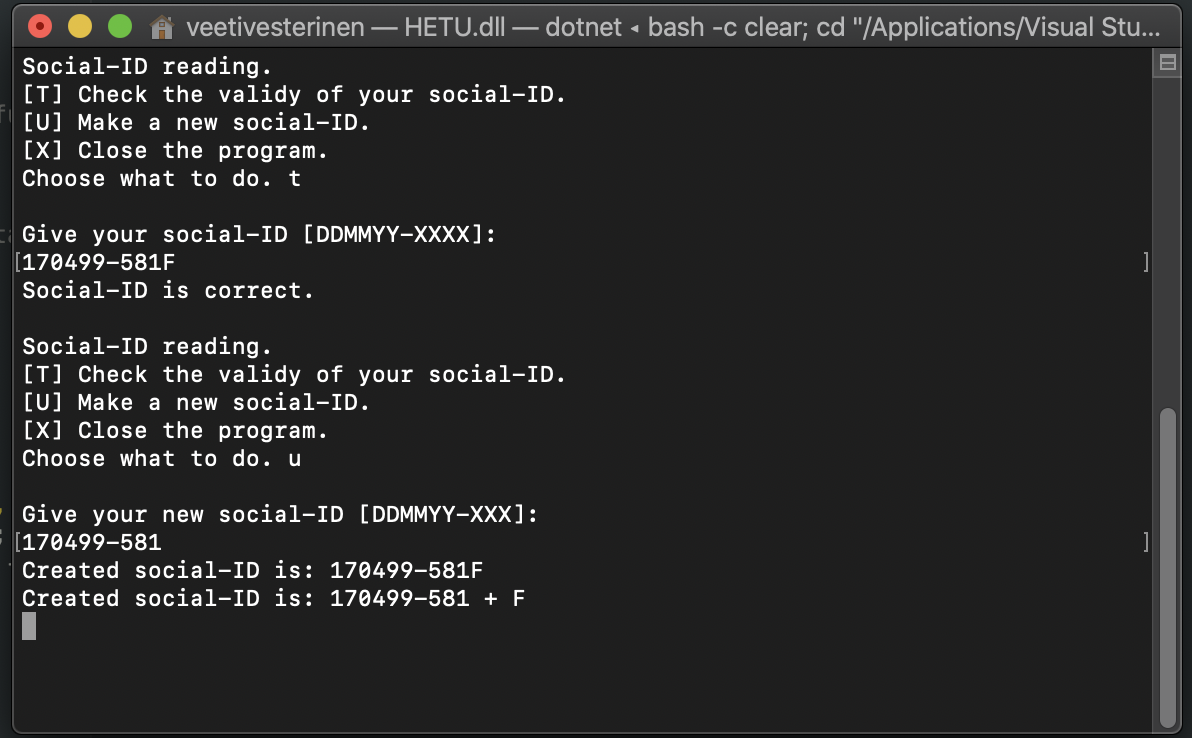 veetivesterinen — HETU.dll — dotnet ◂ bash -c clear; cd "/Applications/Visual Stu...
Social-ID reading.
[T] Check the validy of your social-ID.
[U] Make a new social-ID.
[X] Close the program.
Choose what to do. t
Give your social-ID [DDMMYY-XXXX]:
[170499-581F ]
Social-ID is correct.
Social-ID reading.
[T] Check the validy of your social-ID.
[U] Make a new social-ID.
[X] Close the program.
Choose what to do. u
Give your new social-ID [DDMMYY-XXX]:
[170499-581 ]
Created social-ID is: 170499-581F
Created social-ID is: 170499-581 + F